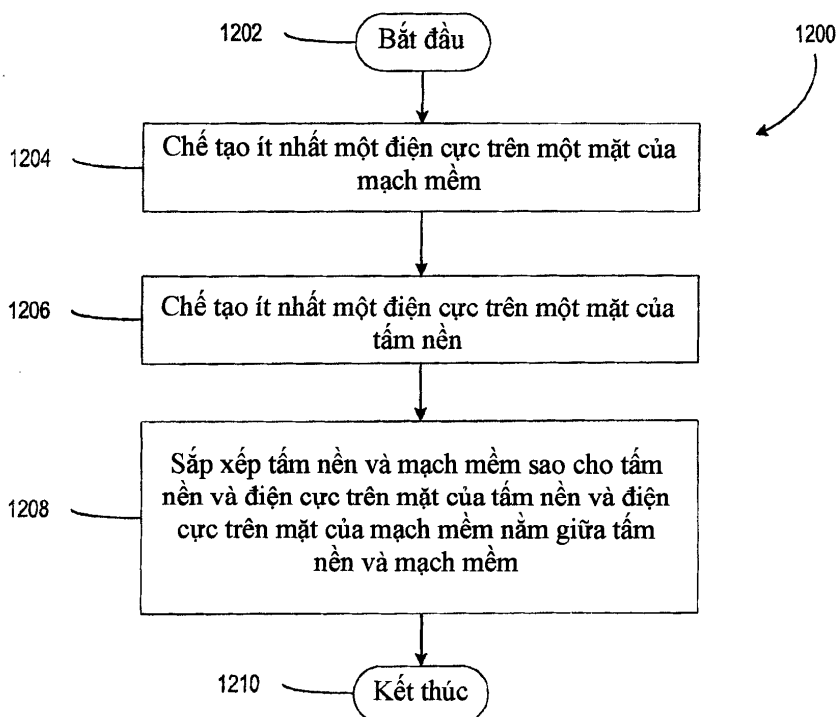 1202
Bắt đầu
1200
1204
Chế tạo ít nhất một điện cực trên một mặt của
mạch mềm
1206
Chế tạo ít nhất một điện cực trên một mặt của
tấm nền
1208
Sắp xếp tấm nền và mạch mềm sao cho tấm
nền và điện cực trên mặt của tấm nền và điện
cực trên mặt của mạch mềm nằm giữa tấm
nền và mạch mềm
1210
Kết thúc